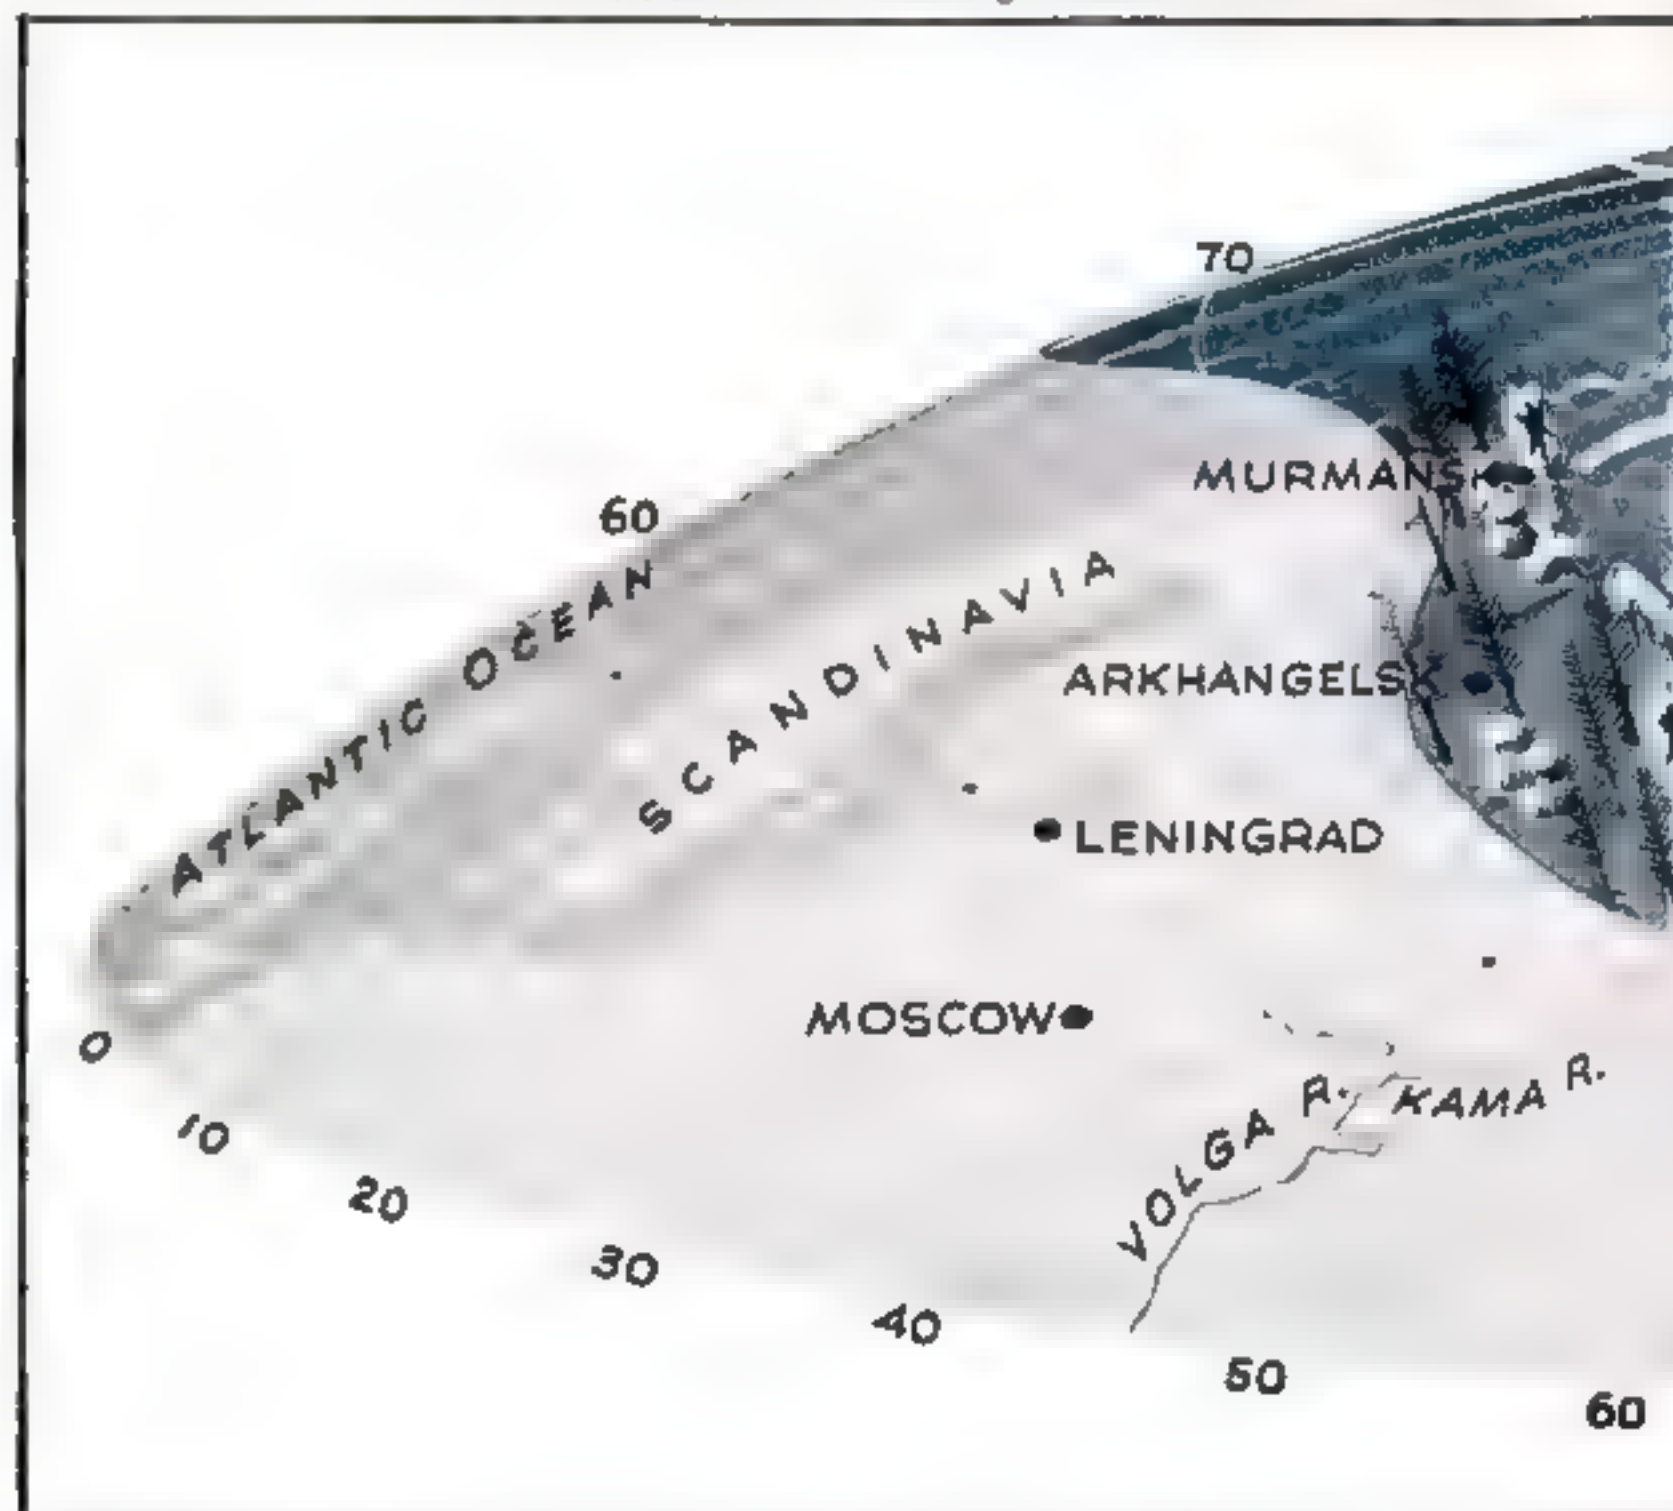 70
MURMANSK
60
ATLANTIC OCEAN
SCANDINAVIA
ARKHANGELSK
LENINGRAD
MOSCOW
VOLGA R.
KAMA R.
0
10
20
30
40
50
60